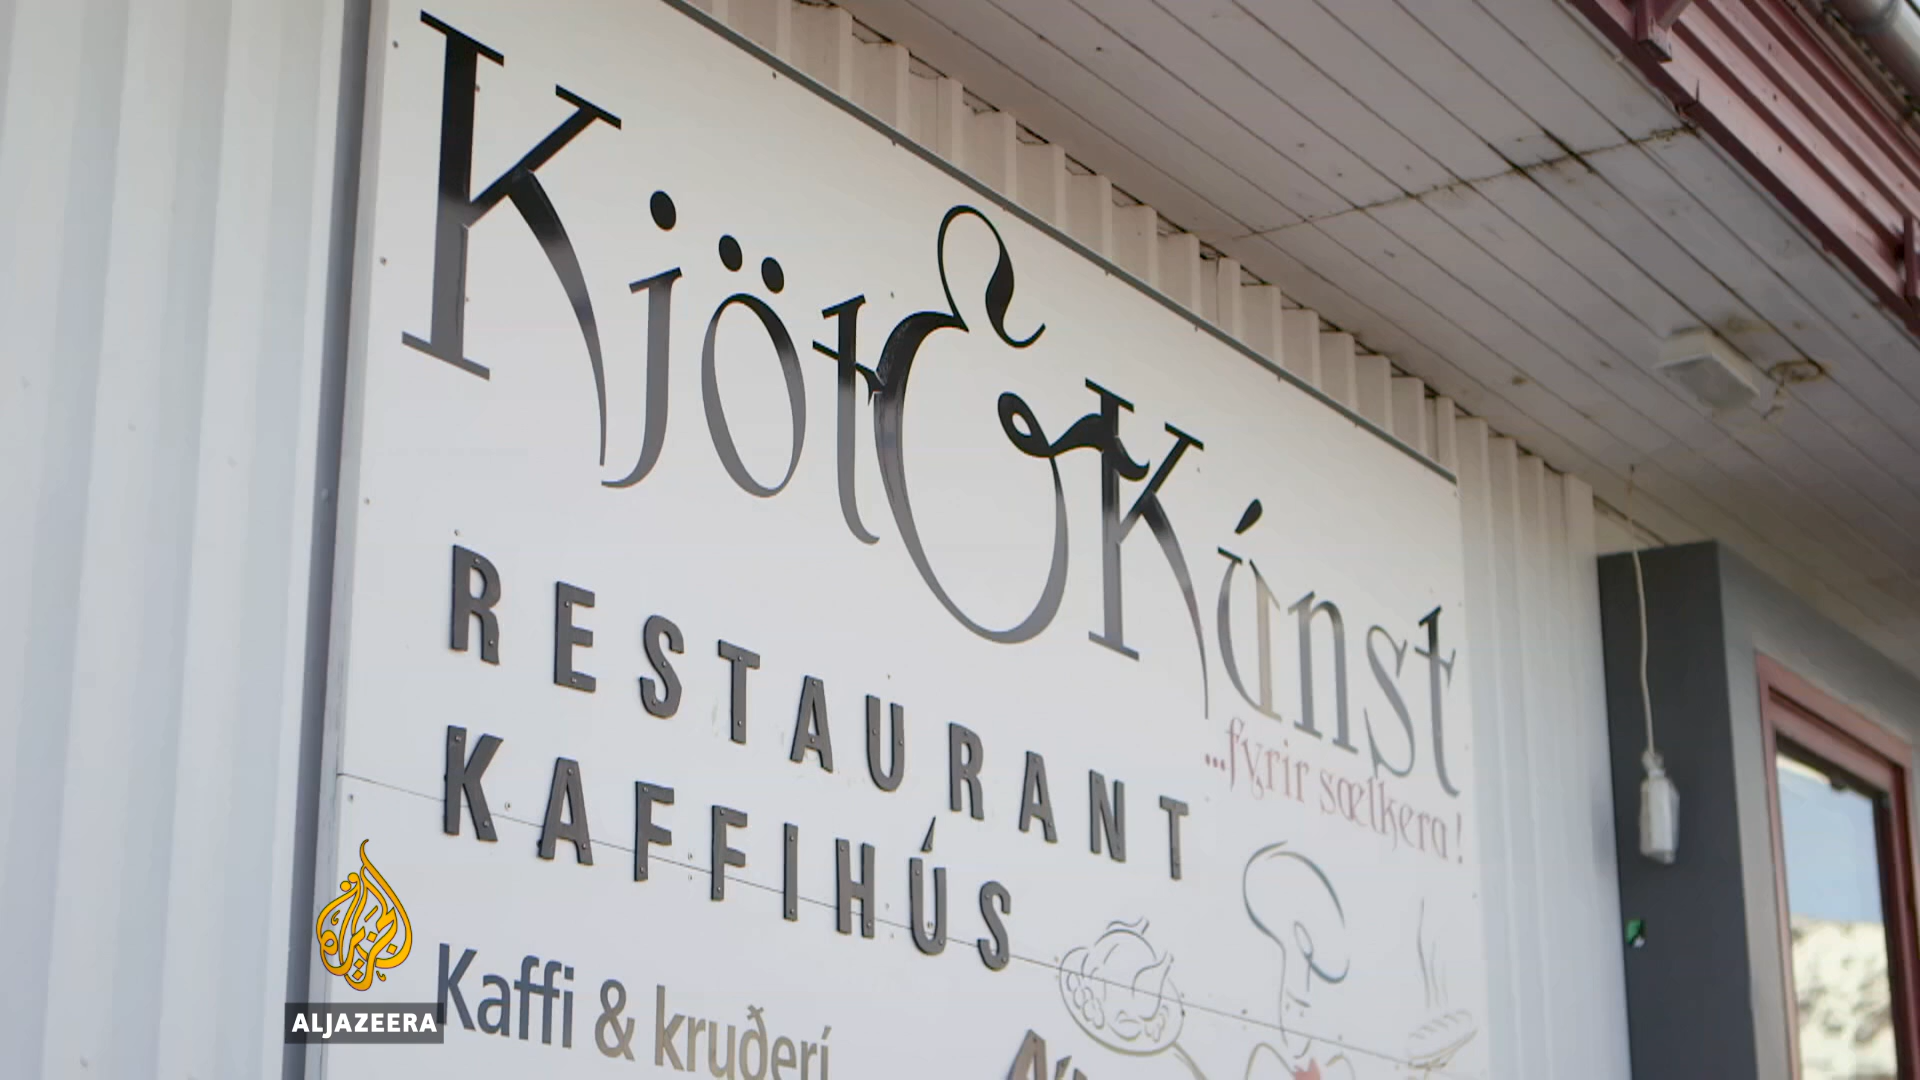 Kjöt & Kúnst
...fyrir sælkera!
RESTAURANT
KAFFIHÚS
Kaffi & kruðerí
ALJAZEERA